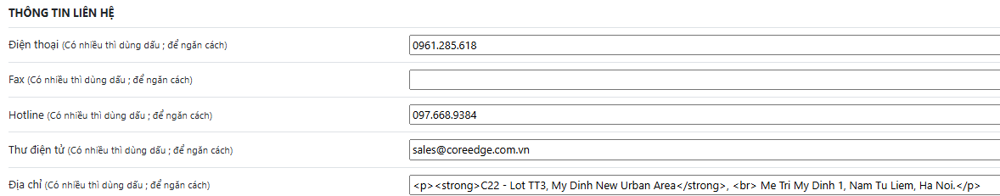 THÔNG TIN LIÊN HỆ
Điện thoại (Có nhiều thì dùng dấu ; để ngăn cách) 0961.285.618
Fax (Có nhiều thì dùng dấu ; để ngăn cách)
Hotline (Có nhiều thì dùng dấu ; để ngăn cách) 097.668.9384
Thư điện tử (Có nhiều thì dùng dấu ; để ngăn cách) sales@coreedge.com.vn
Địa chỉ (Có nhiều thì dùng dấu ; để ngăn cách) <p><strong>C22 - Lot TT3, My Dinh New Urban Area</strong>, <br> Me Tri My Dinh 1, Nam Tu Liem, Ha Noi.</p>